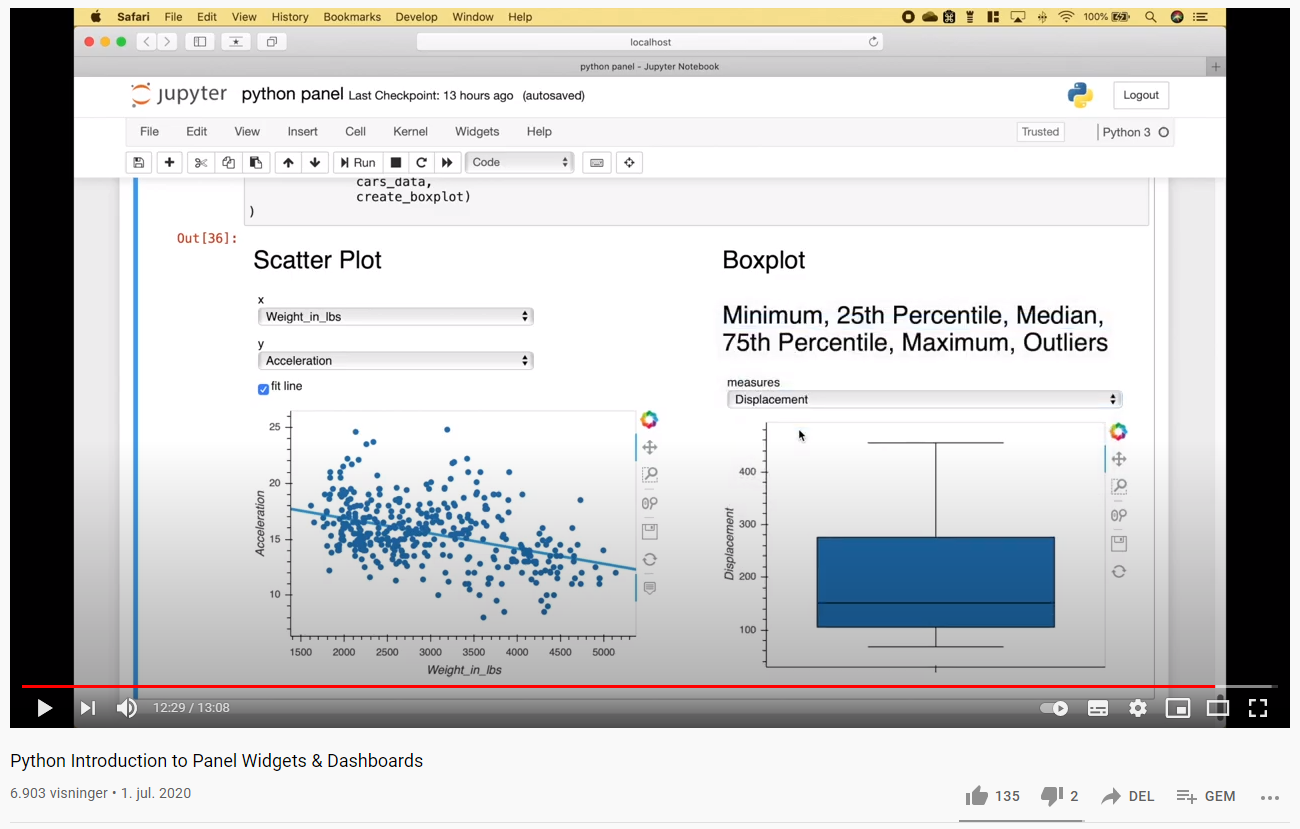 Safari File Edit View History Bookmarks Develop Window Help 100%
localhost
python panel - Jupyter Notebook
jupyter python panel Last Checkpoint: 13 hours ago (autosaved) Logout
File Edit View Insert Cell Kernel Widgets Help Trusted Python 3
Run Code
cars_data,
create_boxplot)
)
Out[36]:
Scatter Plot
x
Weight_in_lbs
y
Acceleration
fit line
25
20
15
10
Acceleration
1500 2000 2500 3000 3500 4000 4500 5000
Weight_in_lbs
Boxplot
Minimum, 25th Percentile, Median,
75th Percentile, Maximum, Outliers
measures
Displacement
400
300
200
100
Displacement
12:29 / 13:08
Python Introduction to Panel Widgets & Dashboards
6.903 visninger • 1. jul. 2020
135 2 DEL GEM